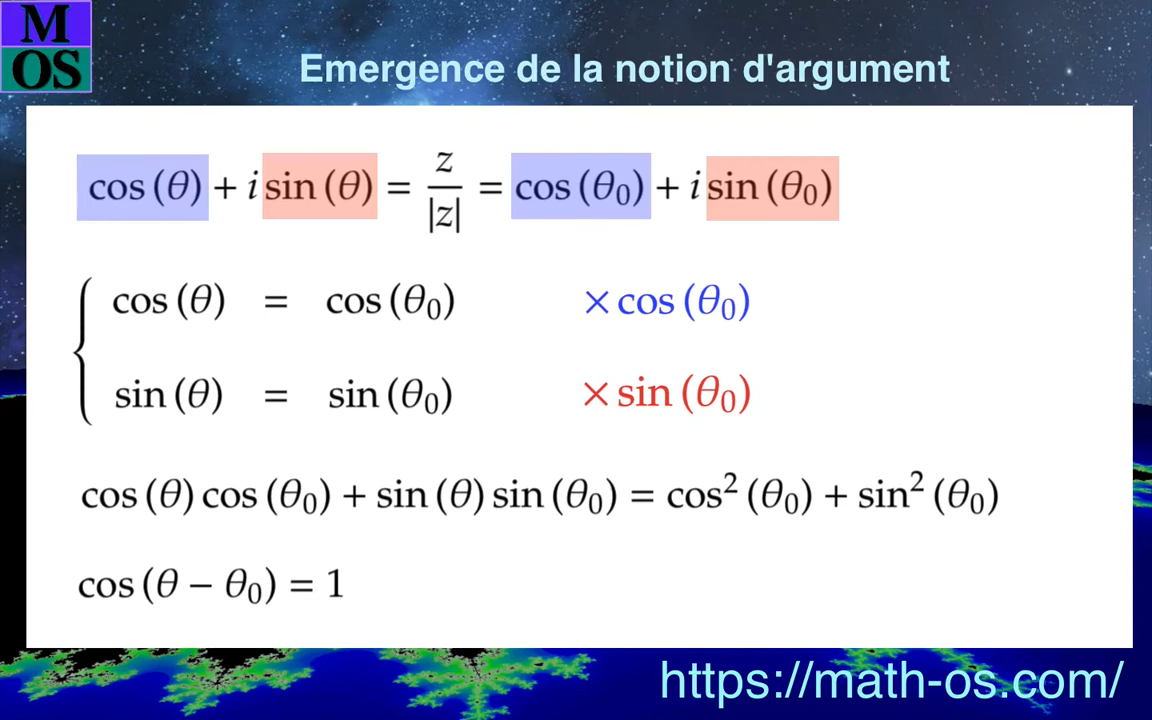 M
OS
Emergence de la notion d'argument
cos (θ) + i sin (θ) = z/|z| = cos (θ₀) + i sin (θ₀)
{ cos (θ) = cos (θ₀) × cos (θ₀)
sin (θ) = sin (θ₀) × sin (θ₀)
cos (θ) cos (θ₀) + sin (θ) sin (θ₀) = cos² (θ₀) + sin² (θ₀)
cos (θ − θ₀) = 1
https://math-os.com/